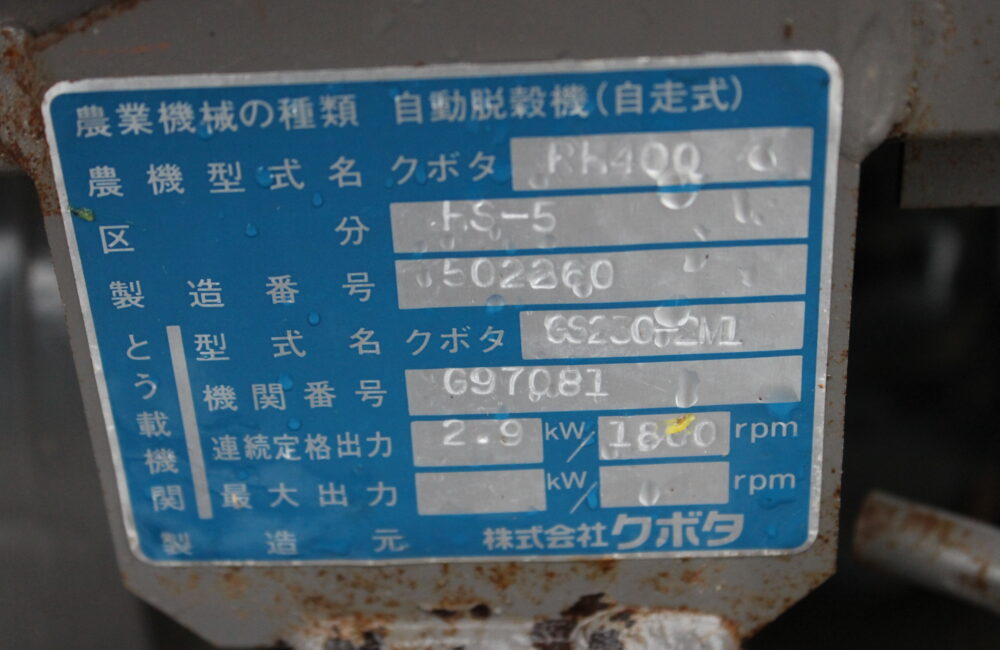 農業機械の種類 自動脱穀機(自走式)
農機型式名 クボタ
区分 HS-5
製造番号 502260
とう載機関
型式名 クボタ GS230-2M1
機関番号 G97081
連続定格出力 2.9 kW/1800 rpm
最大出力 kW/ rpm
製造元 株式会社クボタ